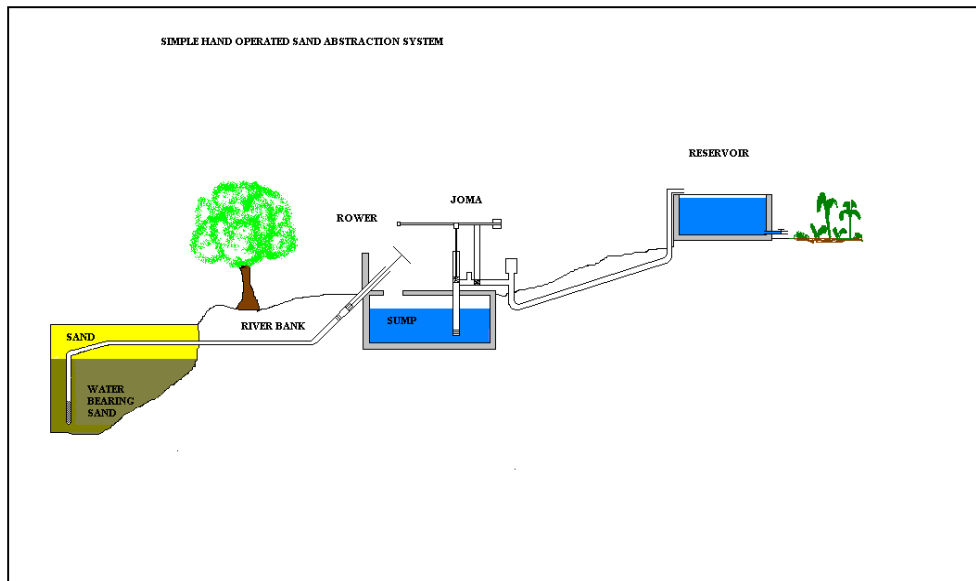 SIMPLE HAND OPERATED SAND ABSTRACTION SYSTEM
RESERVOIR
JOMA
ROWER
SUMP
RIVER BANK
SAND
WATER
BEARING
SAND